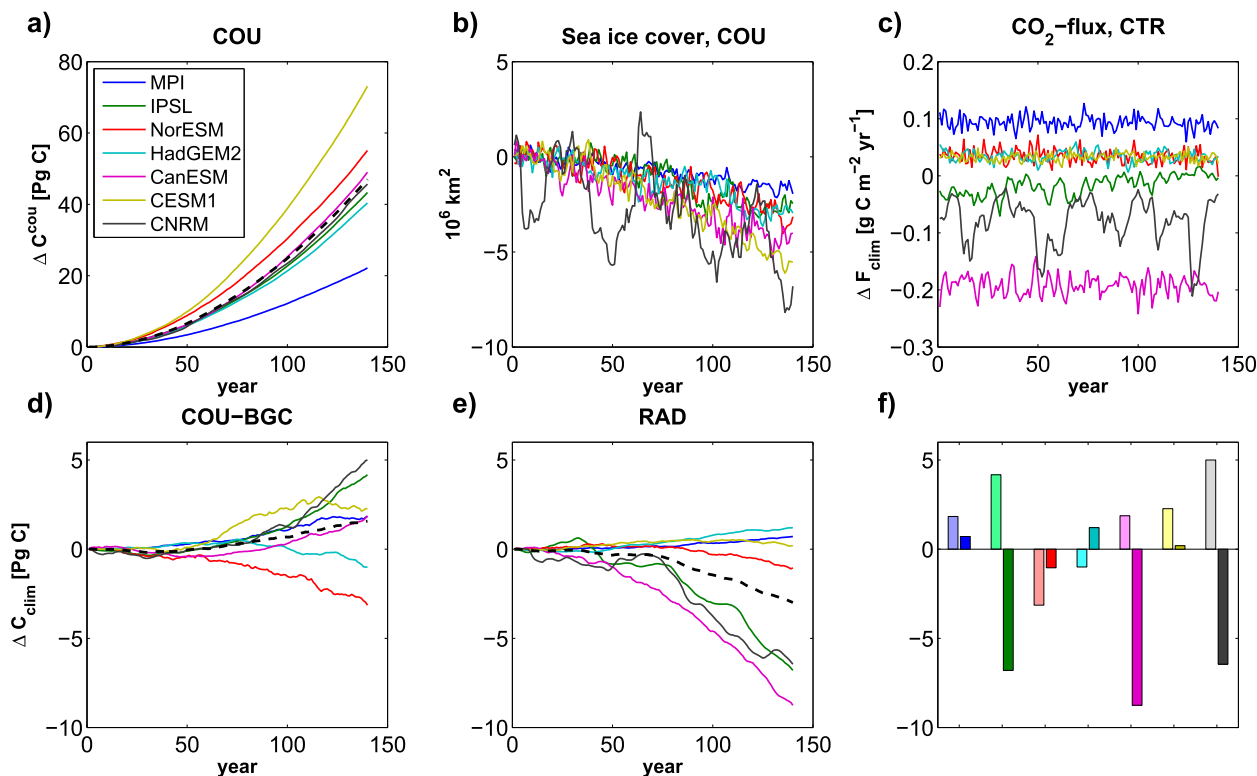 a)
COU
Δ C^cou [Pg C]
80
60
40
20
0
MPI
IPSL
NorESM
HadGEM2
CanESM
CESM1
CNRM
0 50 100 150
year
b)
Sea ice cover, COU
10^6 km^2
5
0
−5
−10
0 50 100 150
year
c)
CO_2−flux, CTR
Δ F_clim [g C m^−2 yr^−1]
0.2
0.1
0
−0.1
−0.2
−0.3
0 50 100 150
year
d)
COU−BGC
Δ C_clim [Pg C]
5
0
−5
−10
0 50 100 150
year
e)
RAD
5
0
−5
−10
0 50 100 150
year
f)
5
0
−5
−10